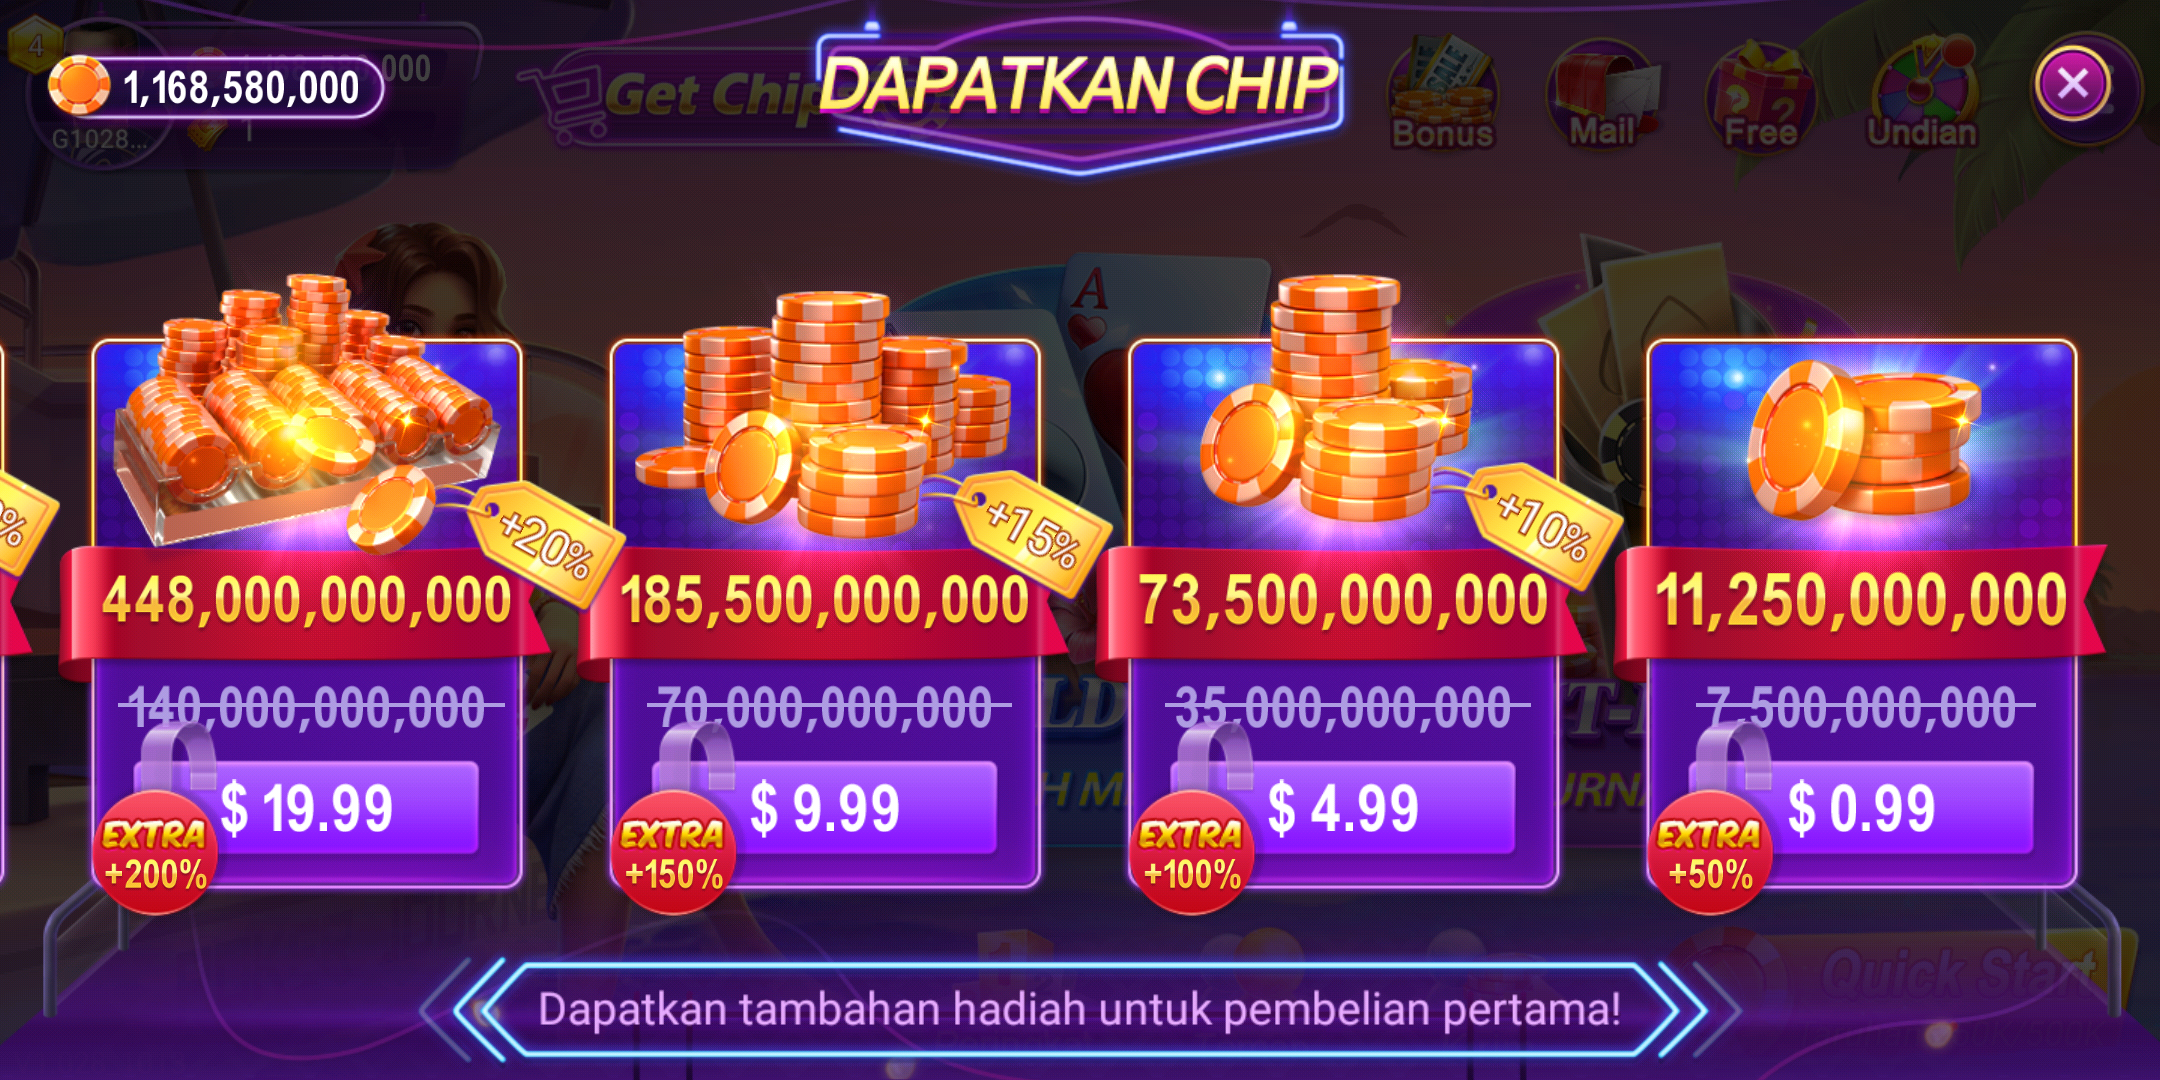 4
1,168,580,000
G1028...
1
Get Chip
DAPATKAN CHIP
Bonus
Mail
Free
Undian
A
+20%
+15%
+10%
448,000,000,000
185,500,000,000
73,500,000,000
11,250,000,000
140,000,000,000
70,000,000,000
35,000,000,000
7,500,000,000
$ 19.99
$ 9.99
$ 4.99
$ 0.99
EXTRA
+200%
EXTRA
+150%
EXTRA
+100%
EXTRA
+50%
Quick Start
Dapatkan tambahan hadiah untuk pembelian pertama!